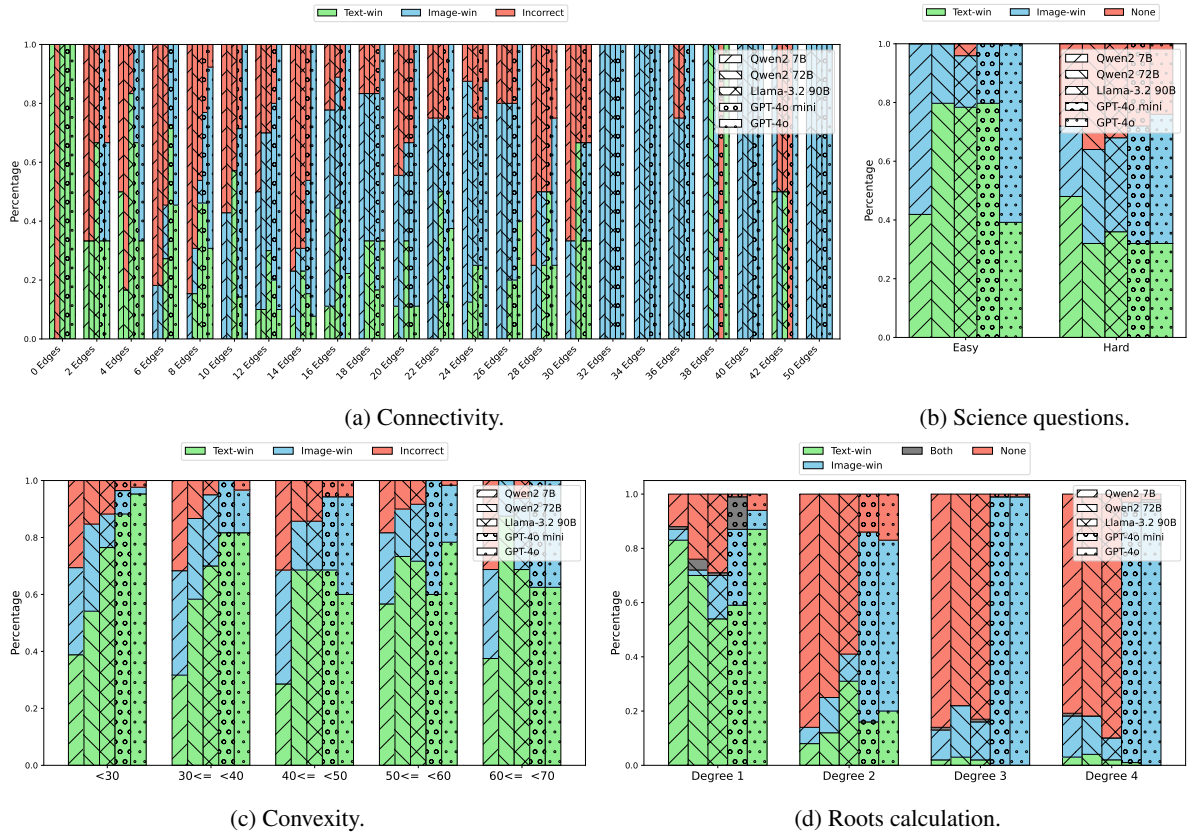 Text-win Image-win Incorrect
Percentage
1.0
0.8
0.6
0.4
0.2
0.0
Qwen2 7B
Qwen2 72B
Llama-3.2 90B
GPT-4o mini
GPT-4o
0 Edges 2 Edges 4 Edges 6 Edges 8 Edges 10 Edges 12 Edges 14 Edges 16 Edges 18 Edges 20 Edges 22 Edges 24 Edges 26 Edges 28 Edges 30 Edges 32 Edges 34 Edges 36 Edges 38 Edges 40 Edges 42 Edges 50 Edges
(a) Connectivity.
Text-win Image-win None
Percentage
1.0
0.8
0.6
0.4
0.2
0.0
Qwen2 7B
Qwen2 72B
Llama-3.2 90B
GPT-4o mini
GPT-4o
Easy Hard
(b) Science questions.
Text-win Image-win Incorrect
Percentage
1.0
0.8
0.6
0.4
0.2
0.0
Qwen2 7B
Qwen2 72B
Llama-3.2 90B
GPT-4o mini
GPT-4o
<30 30<= <40 40<= <50 50<= <60 60<= <70
(c) Convexity.
Text-win Both None
Image-win
Percentage
1.0
0.8
0.6
0.4
0.2
0.0
Qwen2 7B
Qwen2 72B
Llama-3.2 90B
GPT-4o mini
GPT-4o
Degree 1 Degree 2 Degree 3 Degree 4
(d) Roots calculation.